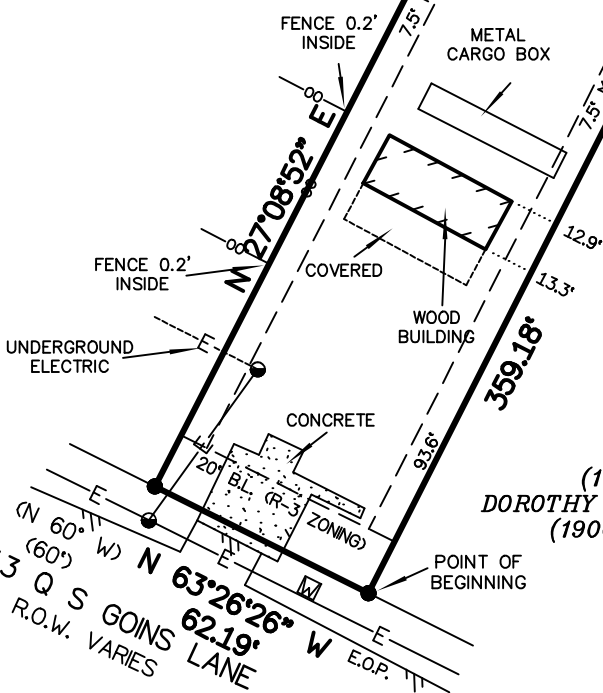 FENCE 0.2'
INSIDE
7.5'
METAL
CARGO BOX
7.5'
N 27°08'52" E
12.9'
COVERED
13.3'
FENCE 0.2'
INSIDE
WOOD
BUILDING
UNDERGROUND
ELECTRIC
E
359.18'
CONCRETE
E
93.6'
20' B.L. (R-3 ZONING)
DOROTHY
E
(N 60° W)
(60')
E
N 63°26'26" W
62.19'
W
POINT OF
BEGINNING
E
E.O.P.
3 Q S GOINS LANE
R.O.W. VARIES